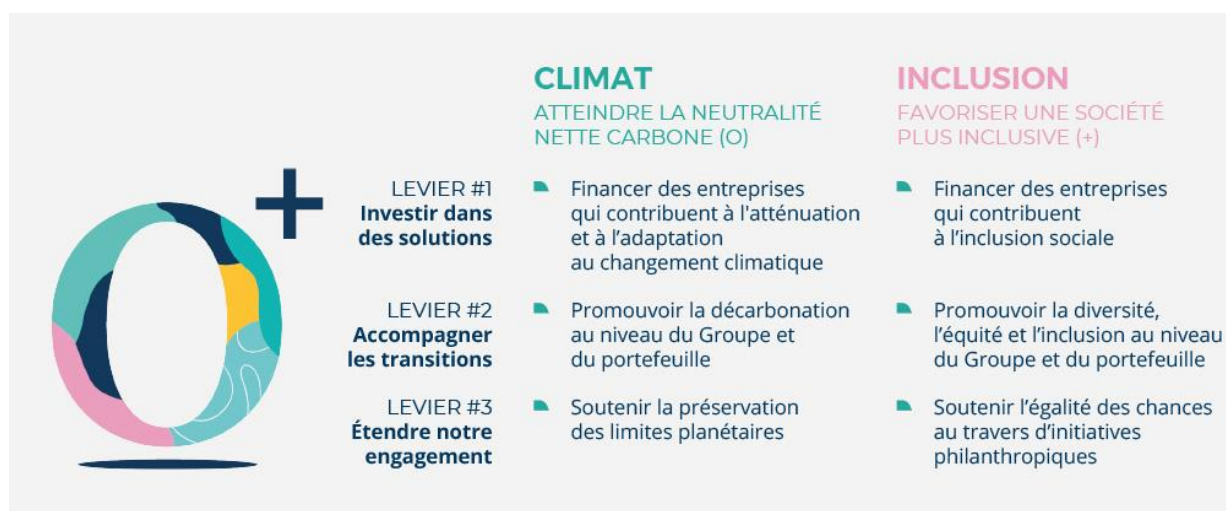 O+
CLIMAT
ATTEINDRE LA NEUTRALITÉ
NETTE CARBONE (O)
INCLUSION
FAVORISER UNE SOCIÉTÉ
PLUS INCLUSIVE (+)
LEVIER #1
Investir dans
des solutions
Financer des entreprises
qui contribuent à l'atténuation
et à l’adaptation
au changement climatique
Financer des entreprises
qui contribuent
à l’inclusion sociale
LEVIER #2
Accompagner
les transitions
Promouvoir la décarbonation
au niveau du Groupe et
du portefeuille
Promouvoir la diversité,
l’équité et l’inclusion au niveau
du Groupe et du portefeuille
LEVIER #3
Étendre notre
engagement
Soutenir la préservation
des limites planétaires
Soutenir l’égalité des chances
au travers d’initiatives
philanthropiques